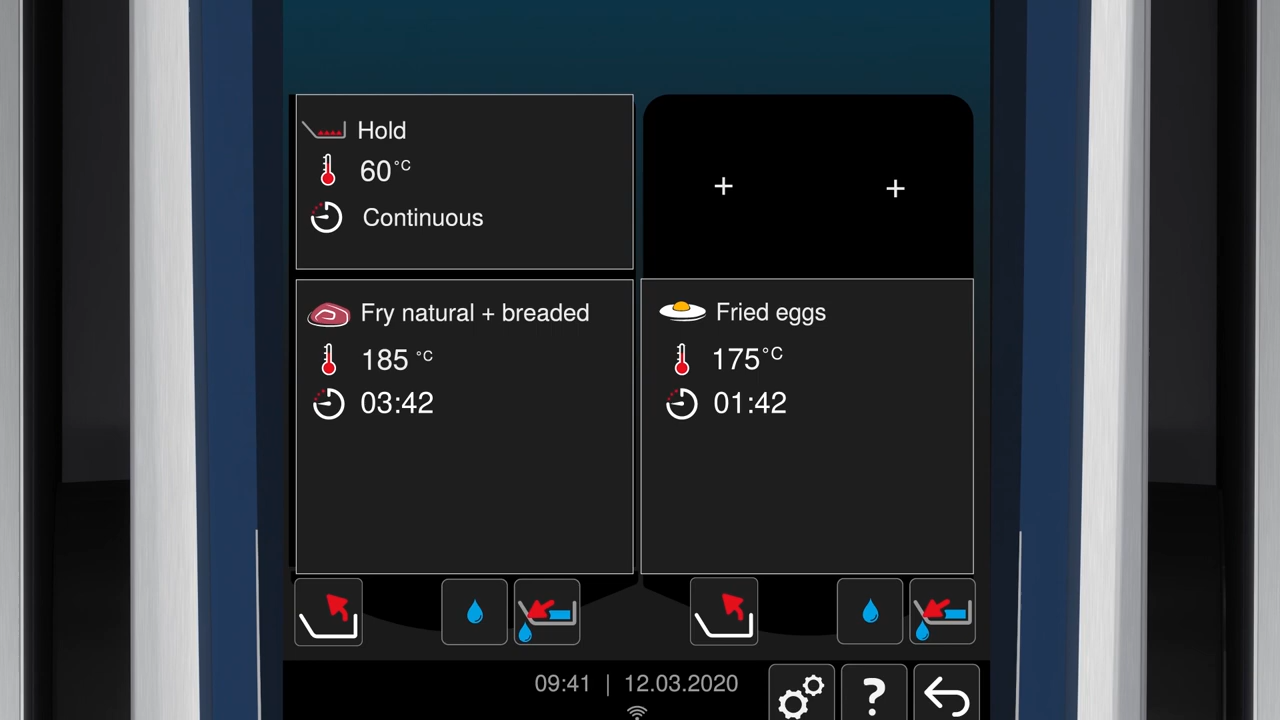 Hold
60°C
Continuous
+ +
Fry natural + breaded
185 °C
03:42
Fried eggs
175°C
01:42
09:41 | 12.03.2020
?